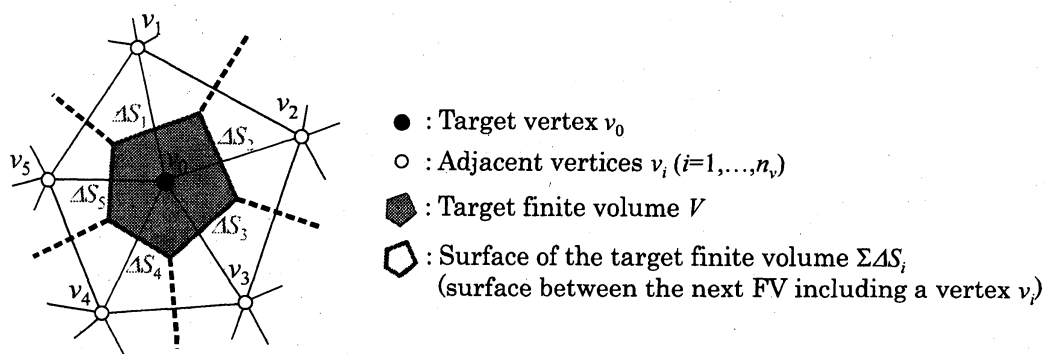 v₁
ΔS₁
v₂
ΔS₂
v₀
v₅
ΔS₅
ΔS₃
ΔS₄
v₃
v₄
: Target vertex v₀
: Adjacent vertices vᵢ (i=1,...,nᵥ)
: Target finite volume V
: Surface of the target finite volume ΣΔSᵢ
(surface between the next FV including a vertex vᵢ)